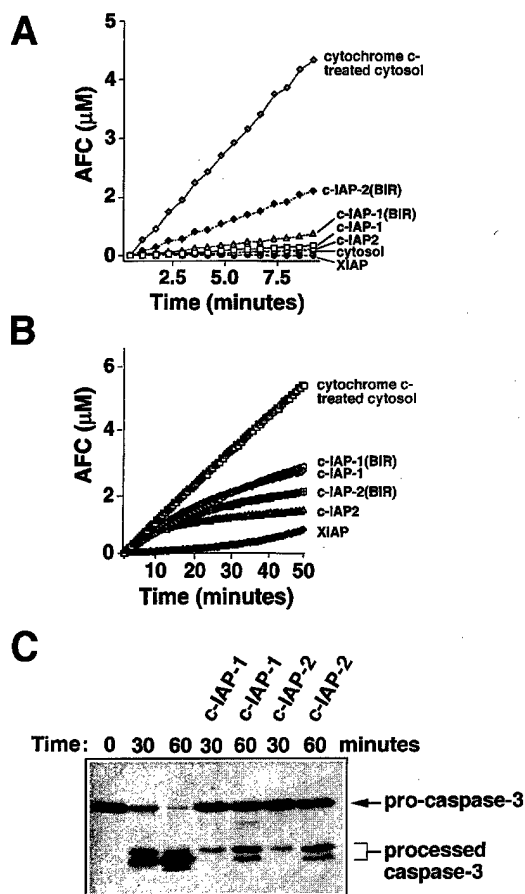 A
5
4
3
2
1
0
AFC (μM)
cytochrome c-
treated cytosol
c-IAP-2(BIR)
c-IAP-1(BIR)
c-IAP-1
c-IAP2
cytosol
XIAP
2.5 5.0 7.5
Time (minutes)
B
6
4
2
0
AFC (μM)
cytochrome c-
treated cytosol
c-IAP-1(BIR)
c-IAP-1
c-IAP-2(BIR)
c-IAP2
XIAP
10 20 30 40 50
Time (minutes)
C
c-IAP-1 c-IAP-1 c-IAP-2 c-IAP-2
Time: 0 30 60 30 60 30 60 minutes
pro-caspase-3
processed
caspase-3